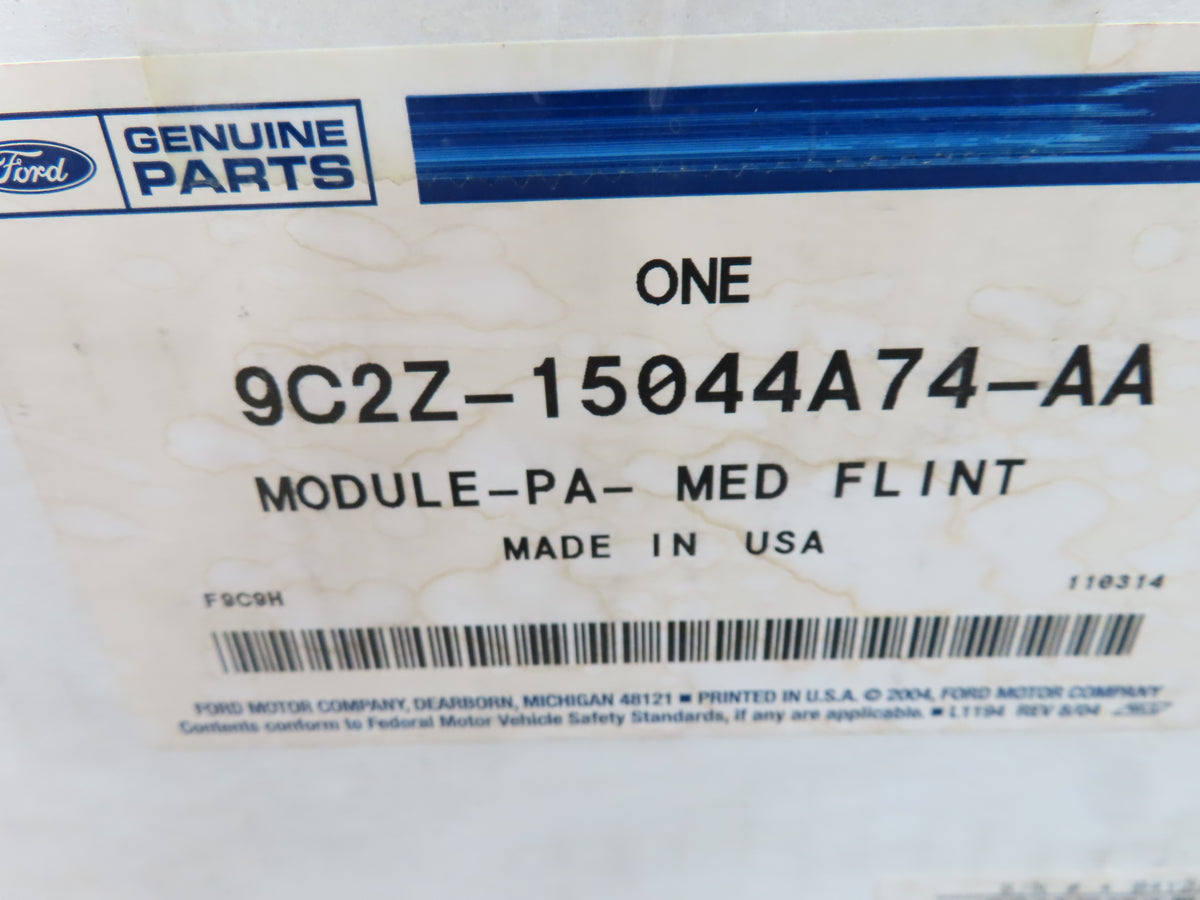 Ford
GENUINE
PARTS
ONE
9C2Z-15044A74-AA
MODULE-PA- MED FLINT
MADE IN USA
F9C9H 110314
FORD MOTOR COMPANY, DEARBORN, MICHIGAN 48121 ■ PRINTED IN U.S.A. © 2004, FORD MOTOR COMPANY
Contents conform to Federal Motor Vehicle Safety Standards, if any are applicable. ■ L1194 REV 8/04